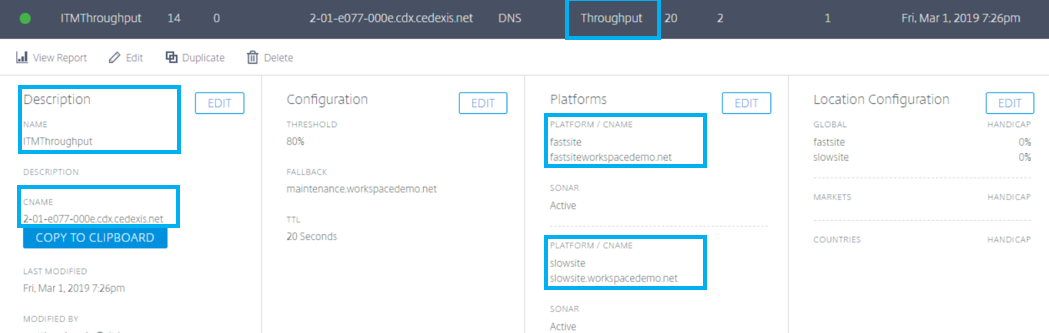 ITMThroughput 14 0 2-01-e077-000e.cdx.cedexis.net DNS Throughput 20 2 1 Fri, Mar 1, 2019 7:26pm
View Report Edit Duplicate Delete
Description EDIT
NAME
ITMThroughput
DESCRIPTION
CNAME
2-01-e077-000e.cdx.cedexis.net
COPY TO CLIPBOARD
LAST MODIFIED
Fri, Mar 1, 2019 7:26pm
MODIFIED BY
Configuration EDIT
THRESHOLD
80%
FALLBACK
maintenance.workspacedemo.net
TTL
20 Seconds
Platforms EDIT
PLATFORM / CNAME
fastsite
fastsiteworkspacedemo.net
SONAR
Active
PLATFORM / CNAME
slowsite
slowsite.workspacedemo.net
SONAR
Active
Location Configuration EDIT
GLOBAL HANDICAP
fastsite 0%
slowsite 0%
MARKETS HANDICAP
COUNTRIES HANDICAP